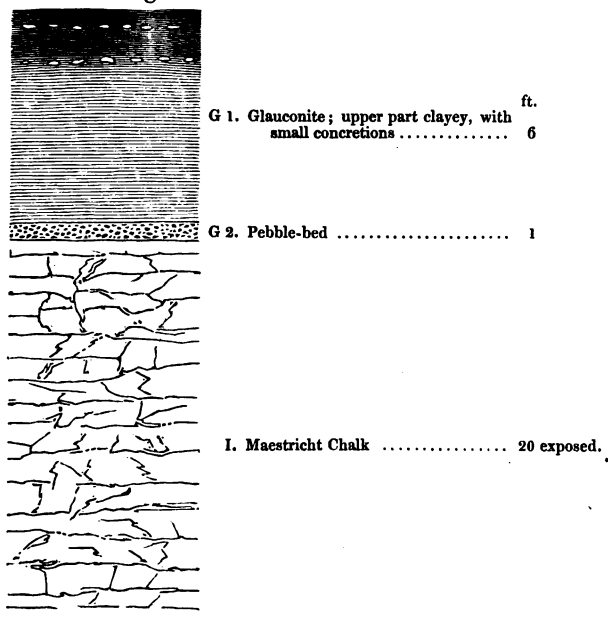 ft.
G 1. Glauconite; upper part clayey, with
small concretions .............. 6
G 2. Pebble-bed ...................... 1
I. Maestricht Chalk ................ 20 exposed.